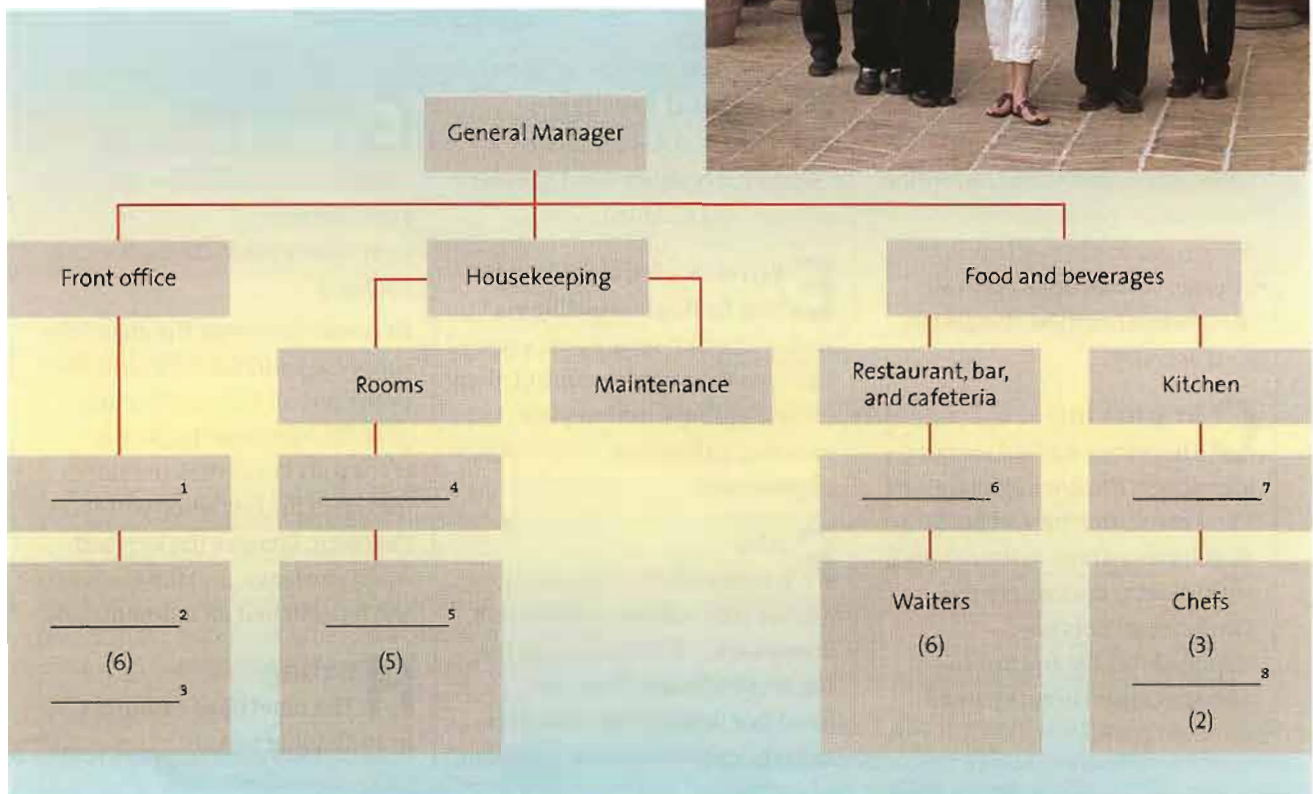 General Manager
Front office
Housekeeping
Food and beverages
Rooms
Maintenance
Restaurant, bar,
and cafeteria
Kitchen
1
4
6
7
2
(6)
3
5
(5)
Waiters
(6)
Chefs
(3)
8
(2)